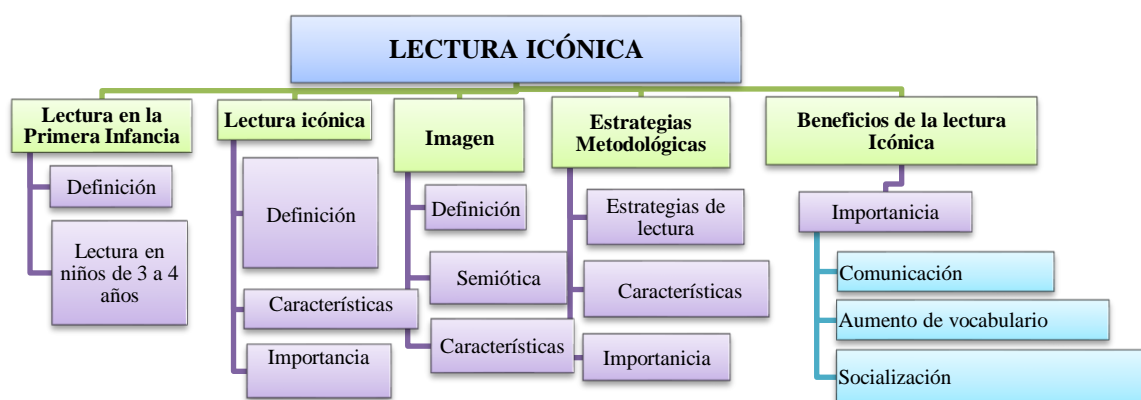 LECTURA ICÓNICA
Lectura en la
Primera Infancia
Definición
Lectura en
niños de 3 a 4
años
Lectura icónica
Definición
Características
Importancia
Imagen
Definición
Semiótica
Características
Estrategias
Metodológicas
Estrategias de
lectura
Características
Importanicia
Beneficios de la lectura
Icónica
Importanicia
Comunicación
Aumento de vocabulario
Socialización